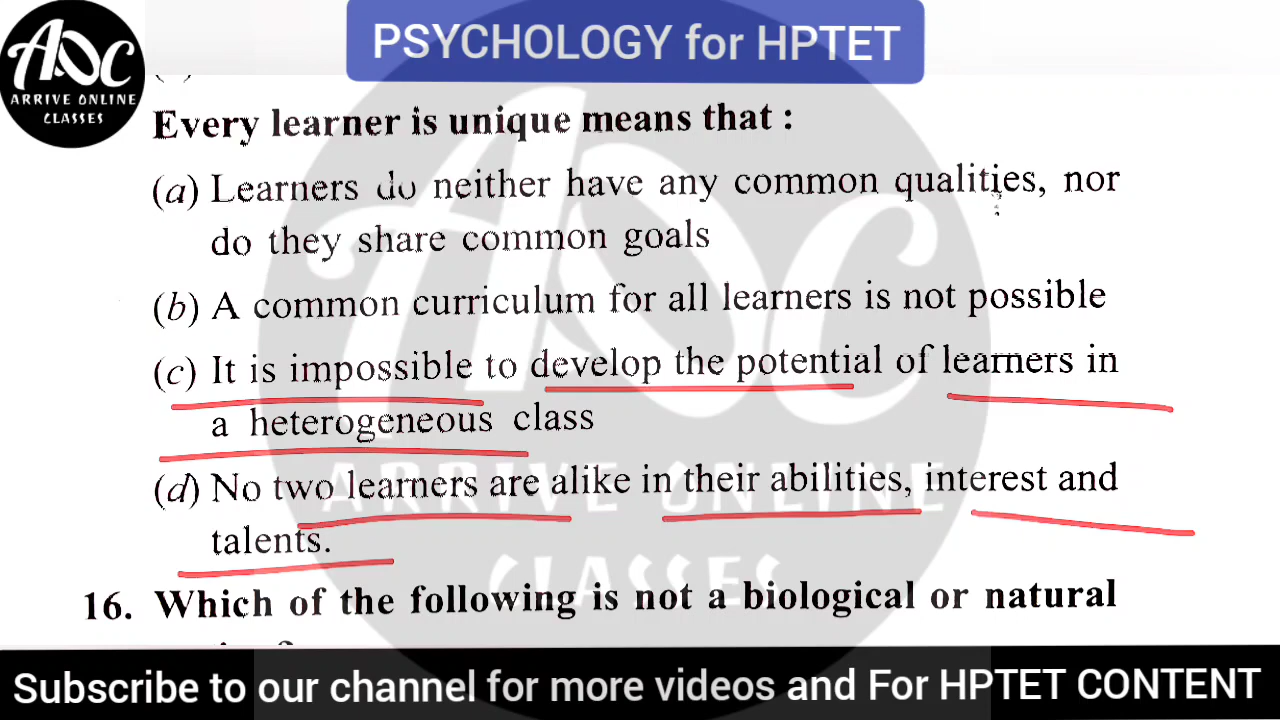 ADC
ARRIVE ONLINE
CLASSES
PSYCHOLOGY for HPTET
Every learner is unique means that :
(a) Learners do neither have any common qualities, nor
do they share common goals
(b) A common curriculum for all learners is not possible
(c) It is impossible to develop the potential of learners in
a heterogeneous class
(d) No two learners are alike in their abilities, interest and
talents.
ADC
ARRIVE ONLINE
CLASSES
16. Which of the following is not a biological or natural
Subscribe to our channel for more videos and For HPTET CONTENT